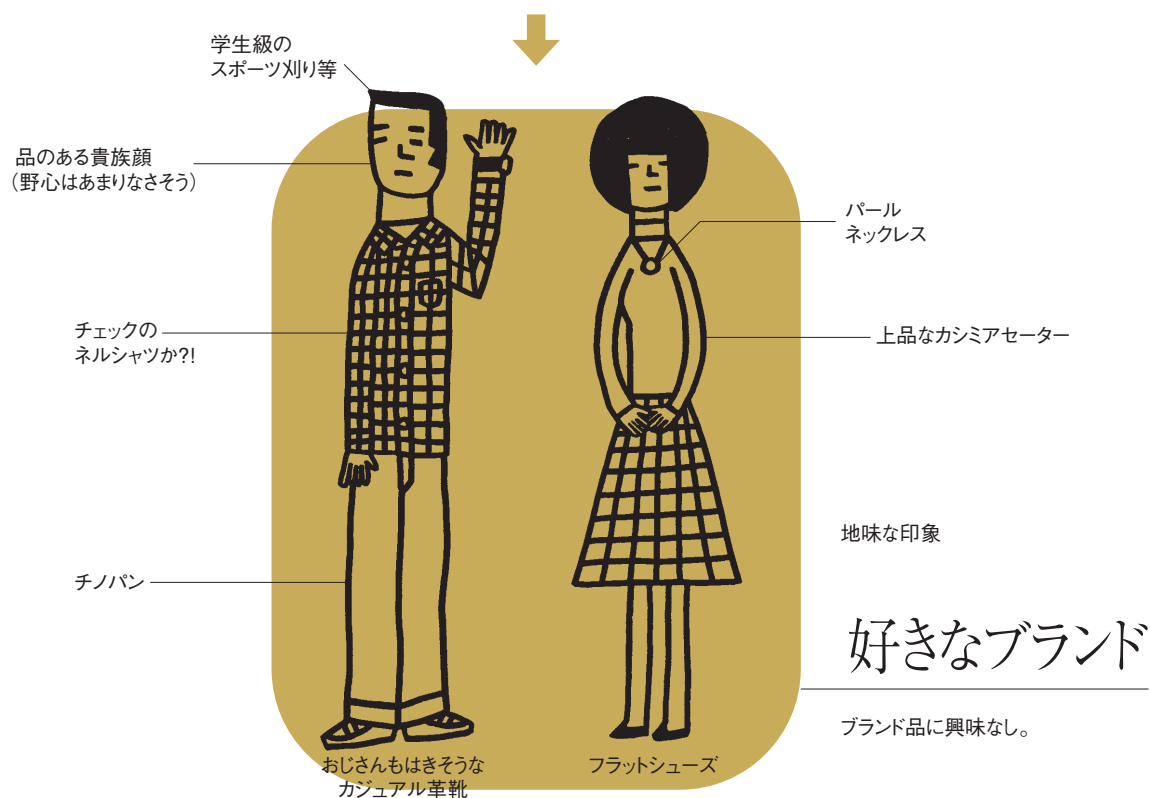 学生級の
スポーツ刈り等
品のある貴族顔
（野心はあまりなさそう）
パール
ネックレス
チェックの
ネルシャツか?!
上品なカシミアセーター
地味な印象
チノパン
好きなブランド
ブランド品に興味なし。
おじさんもはきそうな
カジュアル革靴
フラットシューズ